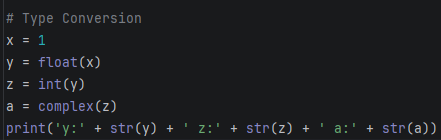 # Type Conversion
x = 1
y = float(x)
z = int(y)
a = complex(z)
print('y:' + str(y) + ' z:' + str(z) + ' a:' + str(a))